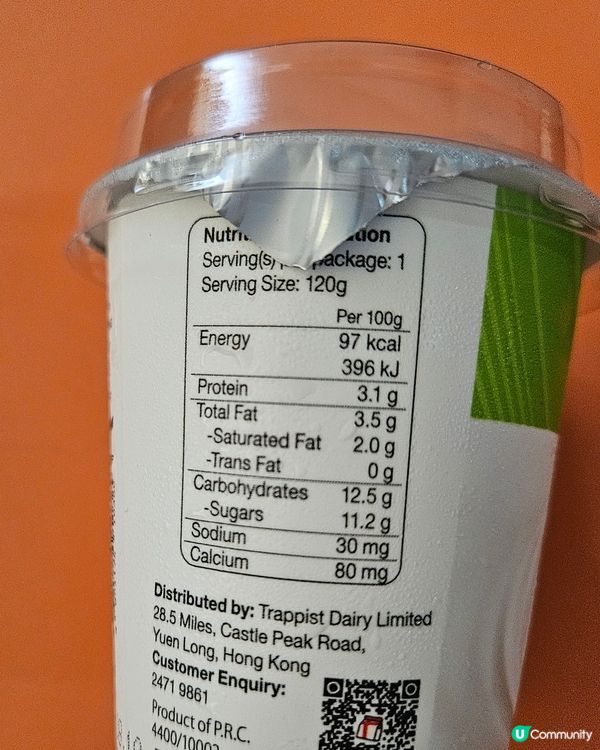 Serving(s) package: 1
Serving Size: 120g
Per 100g
Energy 97 kcal
396 kJ
Protein 3.1 g
Total Fat 3.5 g
-Saturated Fat 2.0 g
-Trans Fat 0 g
Carbohydrates 12.5 g
-Sugars 11.2 g
Sodium 30 mg
Calcium 80 mg
Distributed by: Trappist Dairy Limited
28.5 Miles, Castle Peak Road,
Yuen Long, Hong Kong
Customer Enquiry:
2471 9861
Product of P.R.C.
U Community